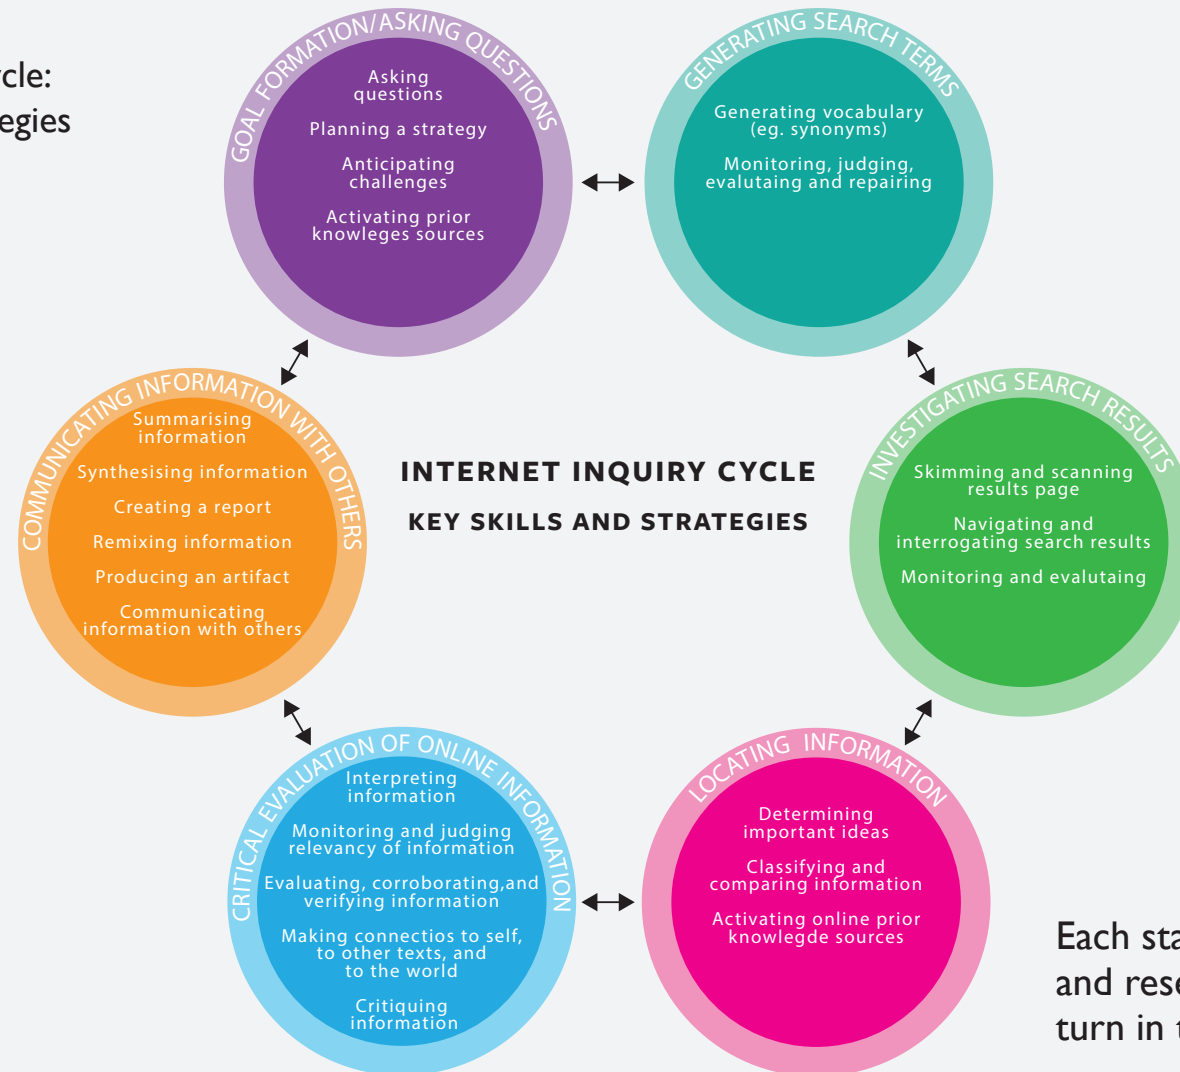 cle:
egies
GOAL FORMATION/ASKING QUESTIONS
Asking
questions
Planning a strategy
Anticipating
challenges
Activating prior
knowleges sources
GENERATING SEARCH TERMS
Generating vocabulary
(eg. synonyms)
Monitoring, judging,
evalutaing and repairing
COMMUNICATING INFORMATION WITH OTHERS
Summarising
information
Synthesising information
Creating a report
Remixing information
Producing an artifact
Communicating
information with others
INTERNET INQUIRY CYCLE
KEY SKILLS AND STRATEGIES
INVESTIGATING SEARCH RESULTS
Skimming and scanning
results page
Navigating and
interrogating search results
Monitoring and evalutaing
CRITICAL EVALUATION OF ONLINE INFORMATION
Interpreting
information
Monitoring and judging
relevancy of information
Evaluating, corroborating,and
verifying information
Making connectios to self,
to other texts, and
to the world
Critiquing
information
LOCATING INFORMATION
Determining
important ideas
Classifying and
comparing information
Activating online prior
knowlegde sources
Each sta
and rese
turn in t